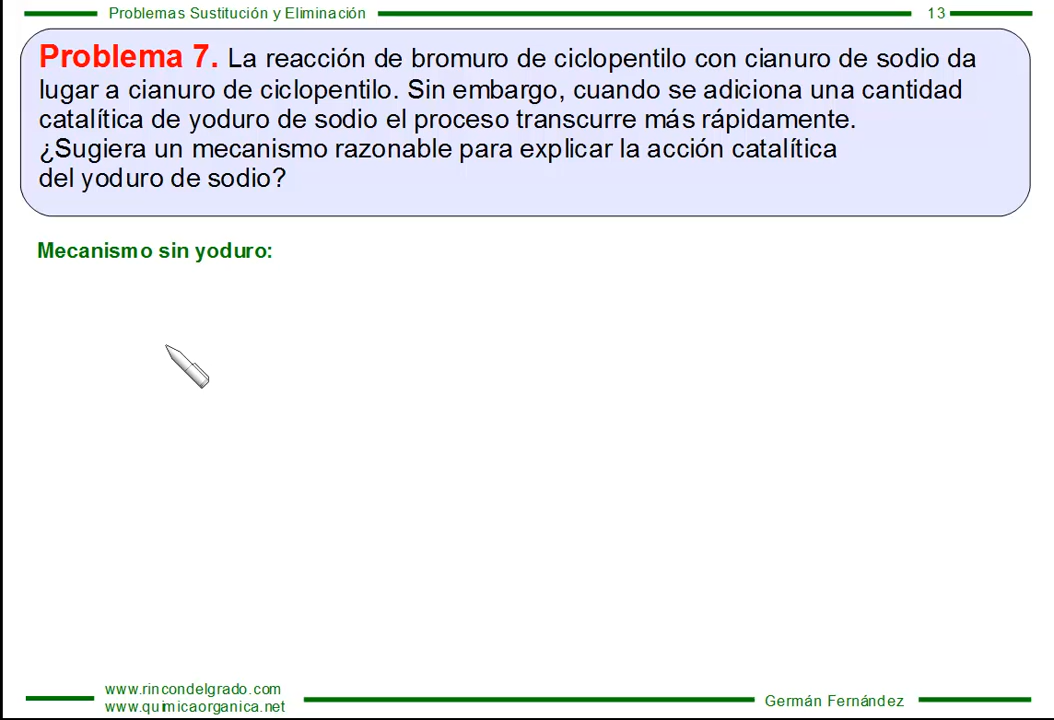 Problemas Sustitución y Eliminación 13
Problema 7. La reacción de bromuro de ciclopentilo con cianuro de sodio da
lugar a cianuro de ciclopentilo. Sin embargo, cuando se adiciona una cantidad
catalítica de yoduro de sodio el proceso transcurre más rápidamente.
¿Sugiera un mecanismo razonable para explicar la acción catalítica
del yoduro de sodio?
Mecanismo sin yoduro:
www.rincondelgrado.com
www.quimicaorganica.net
Germán Fernández